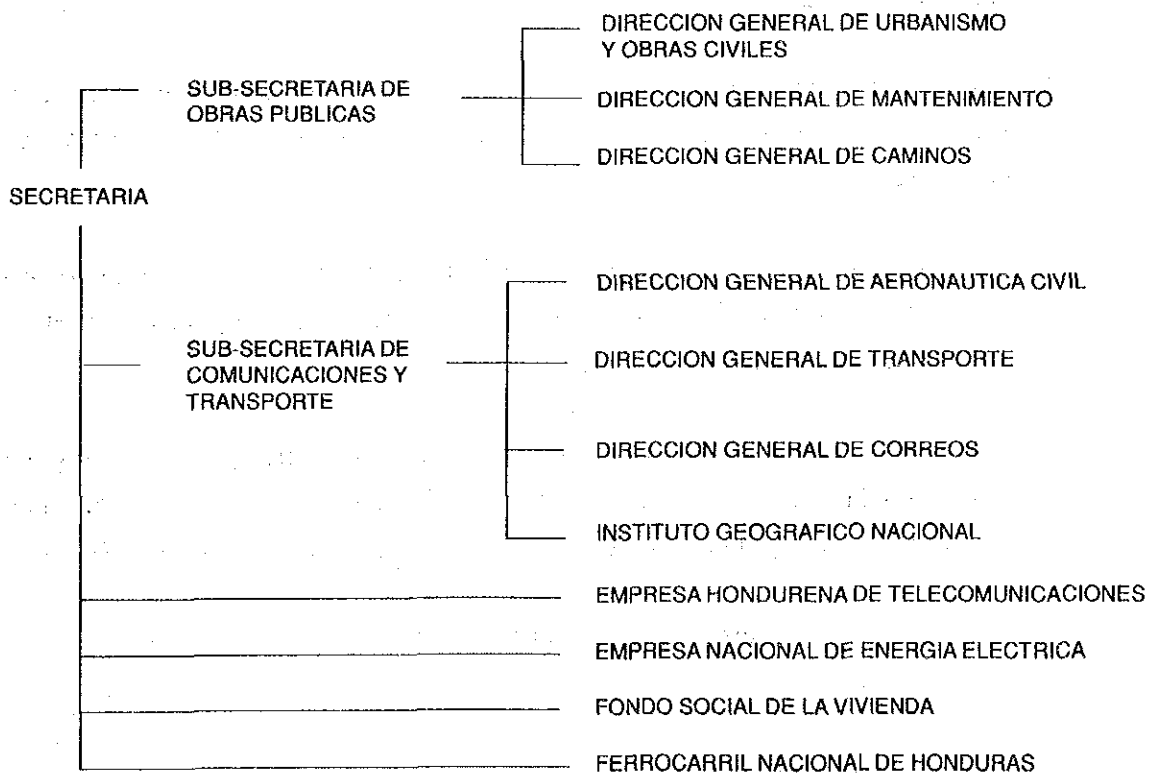 DIRECCION GENERAL DE URBANISMO
Y OBRAS CIVILES
SUB-SECRETARIA DE
OBRAS PUBLICAS
DIRECCION GENERAL DE MANTENIMIENTO
DIRECCION GENERAL DE CAMINOS
SECRETARIA
DIRECCION GENERAL DE AERONAUTICA CIVIL
SUB-SECRETARIA DE
COMUNICACIONES Y
TRANSPORTE
DIRECCION GENERAL DE TRANSPORTE
DIRECCION GENERAL DE CORREOS
INSTITUTO GEOGRAFICO NACIONAL
EMPRESA HONDURENA DE TELECOMUNICACIONES
EMPRESA NACIONAL DE ENERGIA ELECTRICA
FONDO SOCIAL DE LA VIVIENDA
FERROCARRIL NACIONAL DE HONDURAS